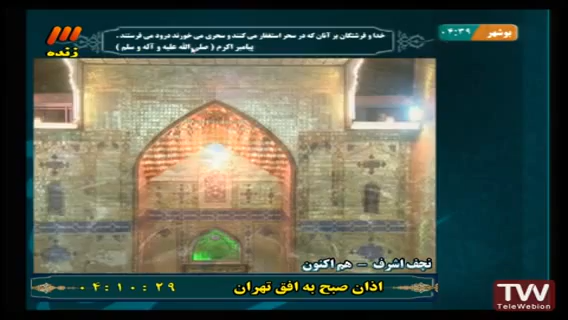 خدا و فرشتگان بر آنان که در سحر استغفار می کنند و سحری می خورند درود می فرستند .
پیامبر اکرم ( صلی الله علیه و آله و سلم )
۰۴:۳۹ بوشهر
زنده
نجف اشرف - هم اکنون
اذان صبح به افق تهران ۰۴:۱۰:۲۹
TW
TeleWebion